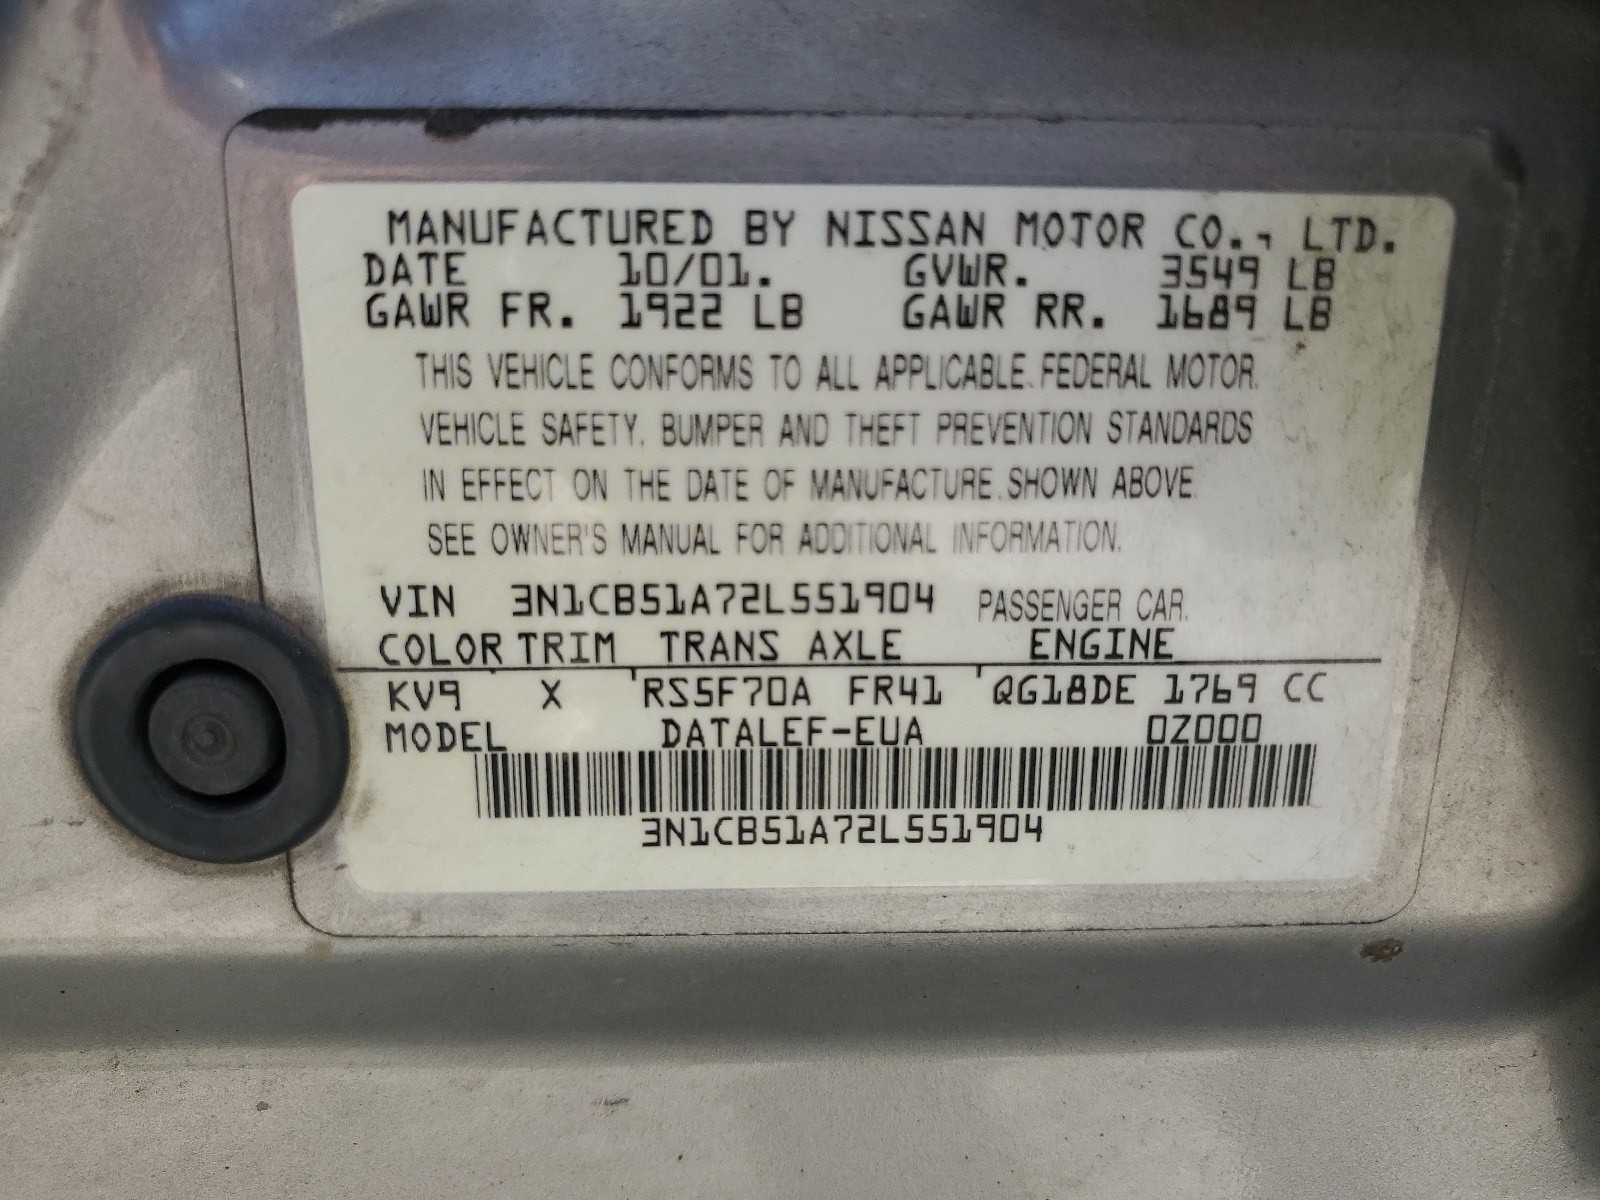 MANUFACTURED BY NISSAN MOTOR CO., LTD.
DATE 10/01. GVWR. 3549 LB
GAWR FR. 1922 LB GAWR RR. 1689 LB
THIS VEHICLE CONFORMS TO ALL APPLICABLE FEDERAL MOTOR
VEHICLE SAFETY, BUMPER AND THEFT PREVENTION STANDARDS
IN EFFECT ON THE DATE OF MANUFACTURE SHOWN ABOVE.
SEE OWNER'S MANUAL FOR ADDITIONAL INFORMATION.
VIN 3N1CB51A72L551904 PASSENGER CAR.
COLOR TRIM TRANS AXLE ENGINE
KV9 X RS5F70A FR41 QG18DE 1769 CC
MODEL DATALEF-EUA 0Z000
3N1CB51A72L551904